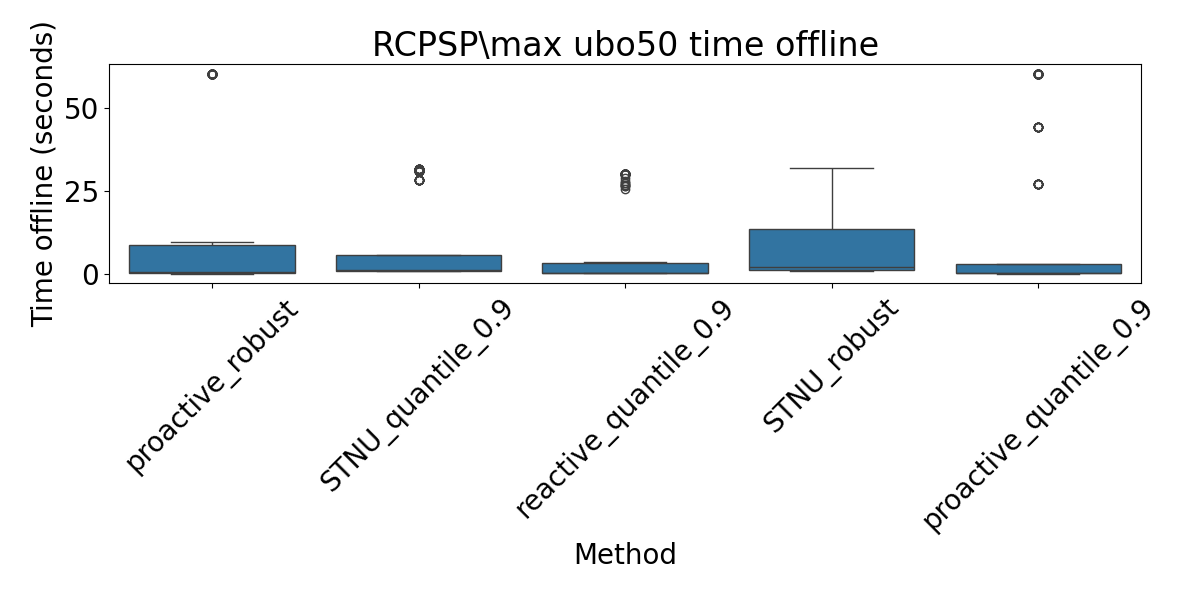 RCPSP\max ubo50 time offline
Time offline (seconds)
50
25
0
proactive_robust
STNU_quantile_0.9
reactive_quantile_0.9
STNU_robust
proactive_quantile_0.9
Method